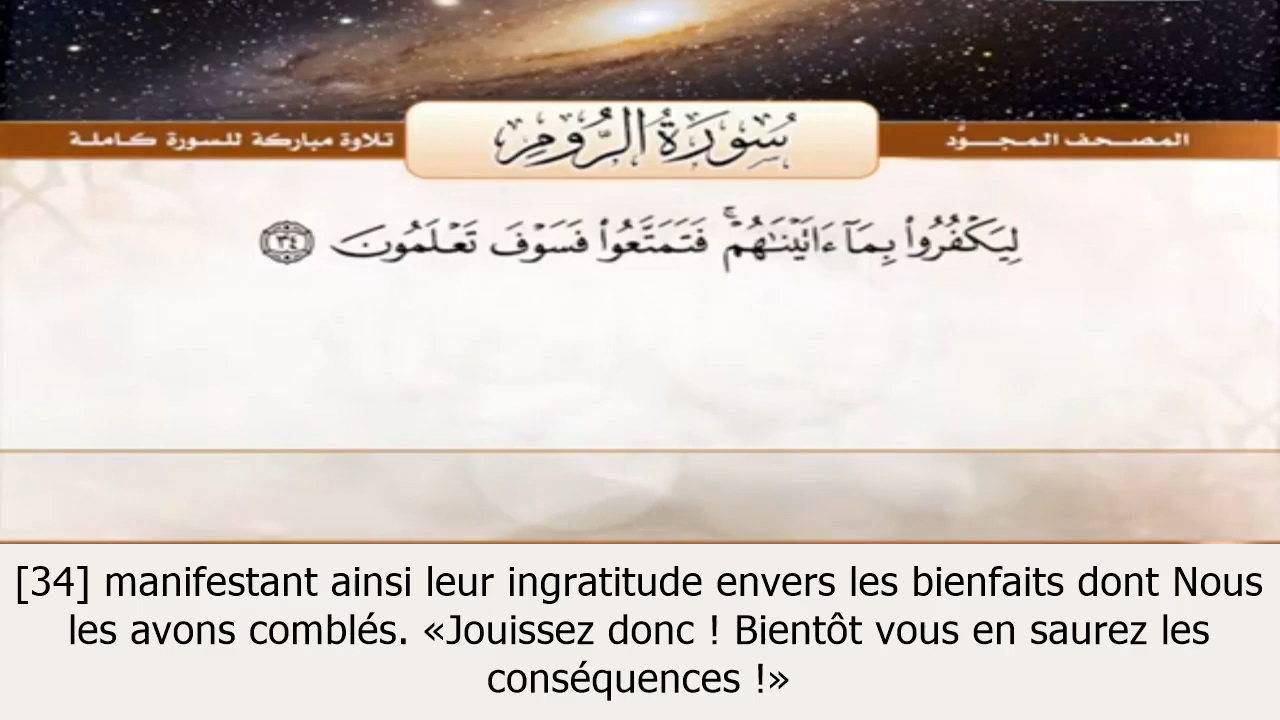 المصحف المجوَّد
سُورَةُ الرُّومِ
تلاوة مباركة للسورة كاملة
لِيَكۡفُرُواْ بِمَآ ءَاتَيۡنَٰهُمۡۚ فَتَمَتَّعُواْ فَسَوۡفَ تَعۡلَمُونَ ٣٤
[34] manifestant ainsi leur ingratitude envers les bienfaits dont Nous
les avons comblés. «Jouissez donc ! Bientôt vous en saurez les
conséquences !»